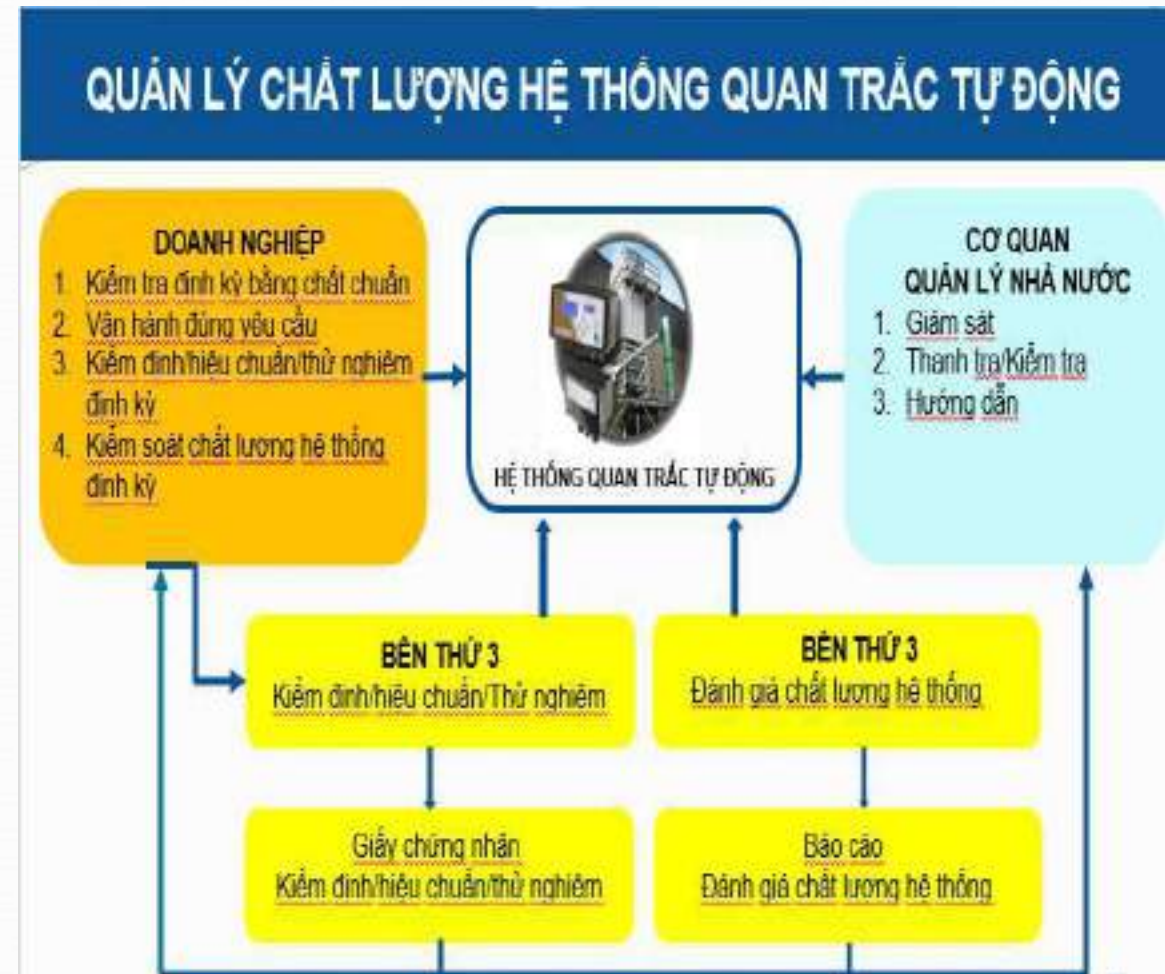 QUẢN LÝ CHẤT LƯỢNG HỆ THỐNG QUAN TRẮC TỰ ĐỘNG
DOANH NGHIỆP
1. Kiểm tra định kỳ bằng chất chuẩn
2. Vận hành đúng yêu cầu
3. Kiểm định/hiệu chuẩn/thử nghiệm
định kỳ
4. Kiểm soát chất lượng hệ thống
định kỳ
HỆ THỐNG QUAN TRẮC TỰ ĐỘNG
CƠ QUAN
QUẢN LÝ NHÀ NƯỚC
1. Giám sát
2. Thanh tra/Kiểm tra
3. Hướng dẫn
BÊN THỨ 3
Kiểm định/hiệu chuẩn/Thử nghiệm
BÊN THỨ 3
Đánh giá chất lượng hệ thống
Giấy chứng nhận
Kiểm định/hiệu chuẩn/thử nghiệm
Báo cáo
Đánh giá chất lượng hệ thống